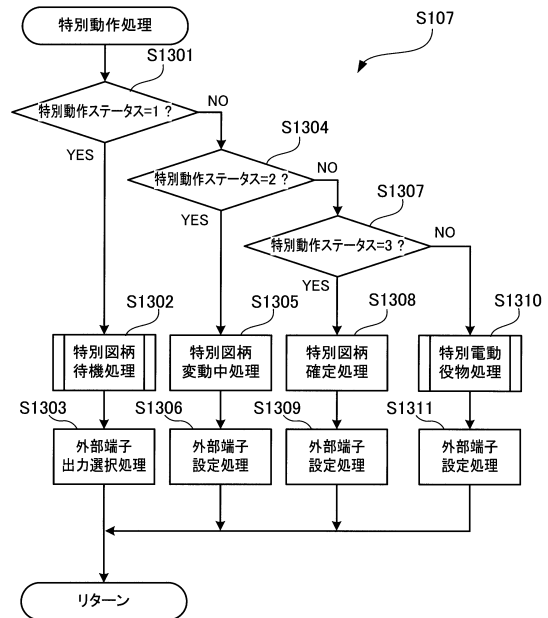 特別動作処理
S107
S1301
特別動作ステータス=1 ?
NO
YES
S1304
特別動作ステータス=2 ?
NO
YES
S1307
特別動作ステータス=3 ?
NO
YES
S1302
S1305
S1308
S1310
特別図柄
待機処理
特別図柄
変動中処理
特別図柄
確定処理
特別電動
役物処理
S1303
S1306
S1309
S1311
外部端子
出力選択処理
外部端子
設定処理
外部端子
設定処理
外部端子
設定処理
リターン